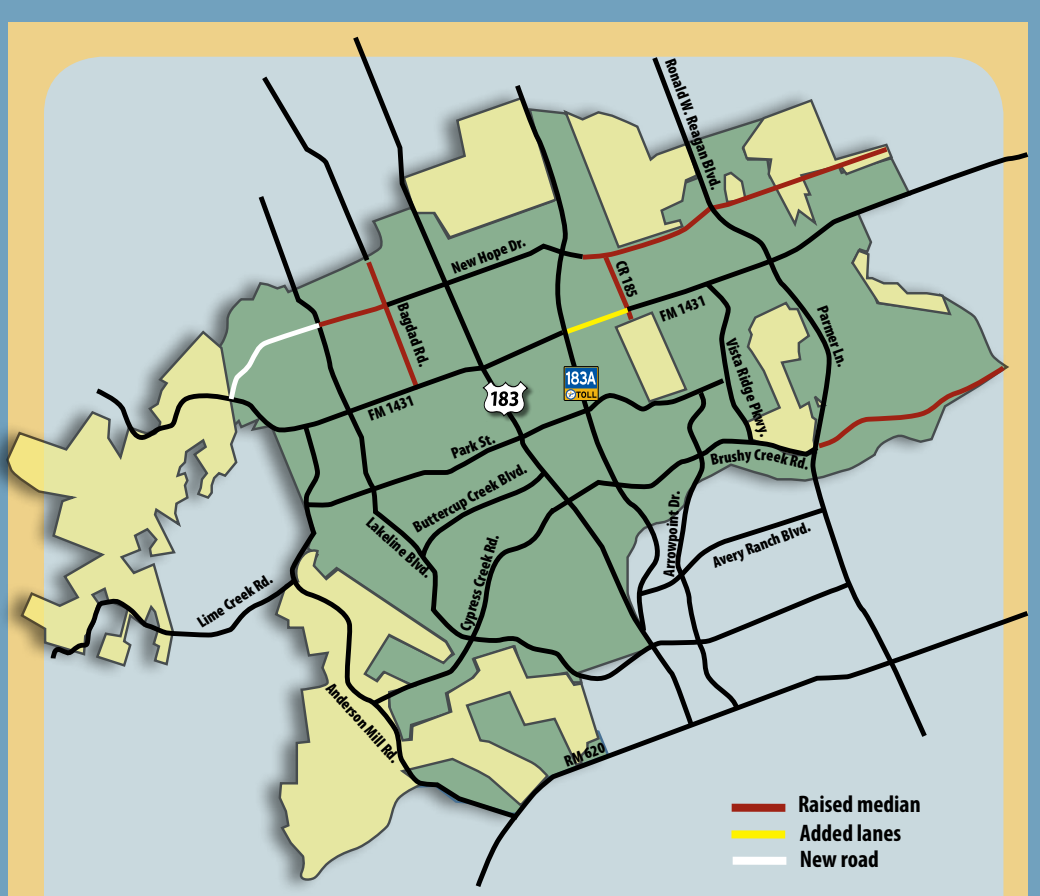 Ronald W. Reagan Blvd.
New Hope Dr.
CR 185
Bagdad Rd.
FM 1431
Parmer Ln.
Vista Ridge Pkwy.
183A
TOLL
183
FM 1431
Park St.
Brushy Creek Rd.
Buttercup Creek Blvd.
Lakeline Blvd.
Arrowpoint Dr.
Avery Ranch Blvd.
Cypress Creek Rd.
Lime Creek Rd.
Anderson Mill Rd.
RM 620
Raised median
Added lanes
New road